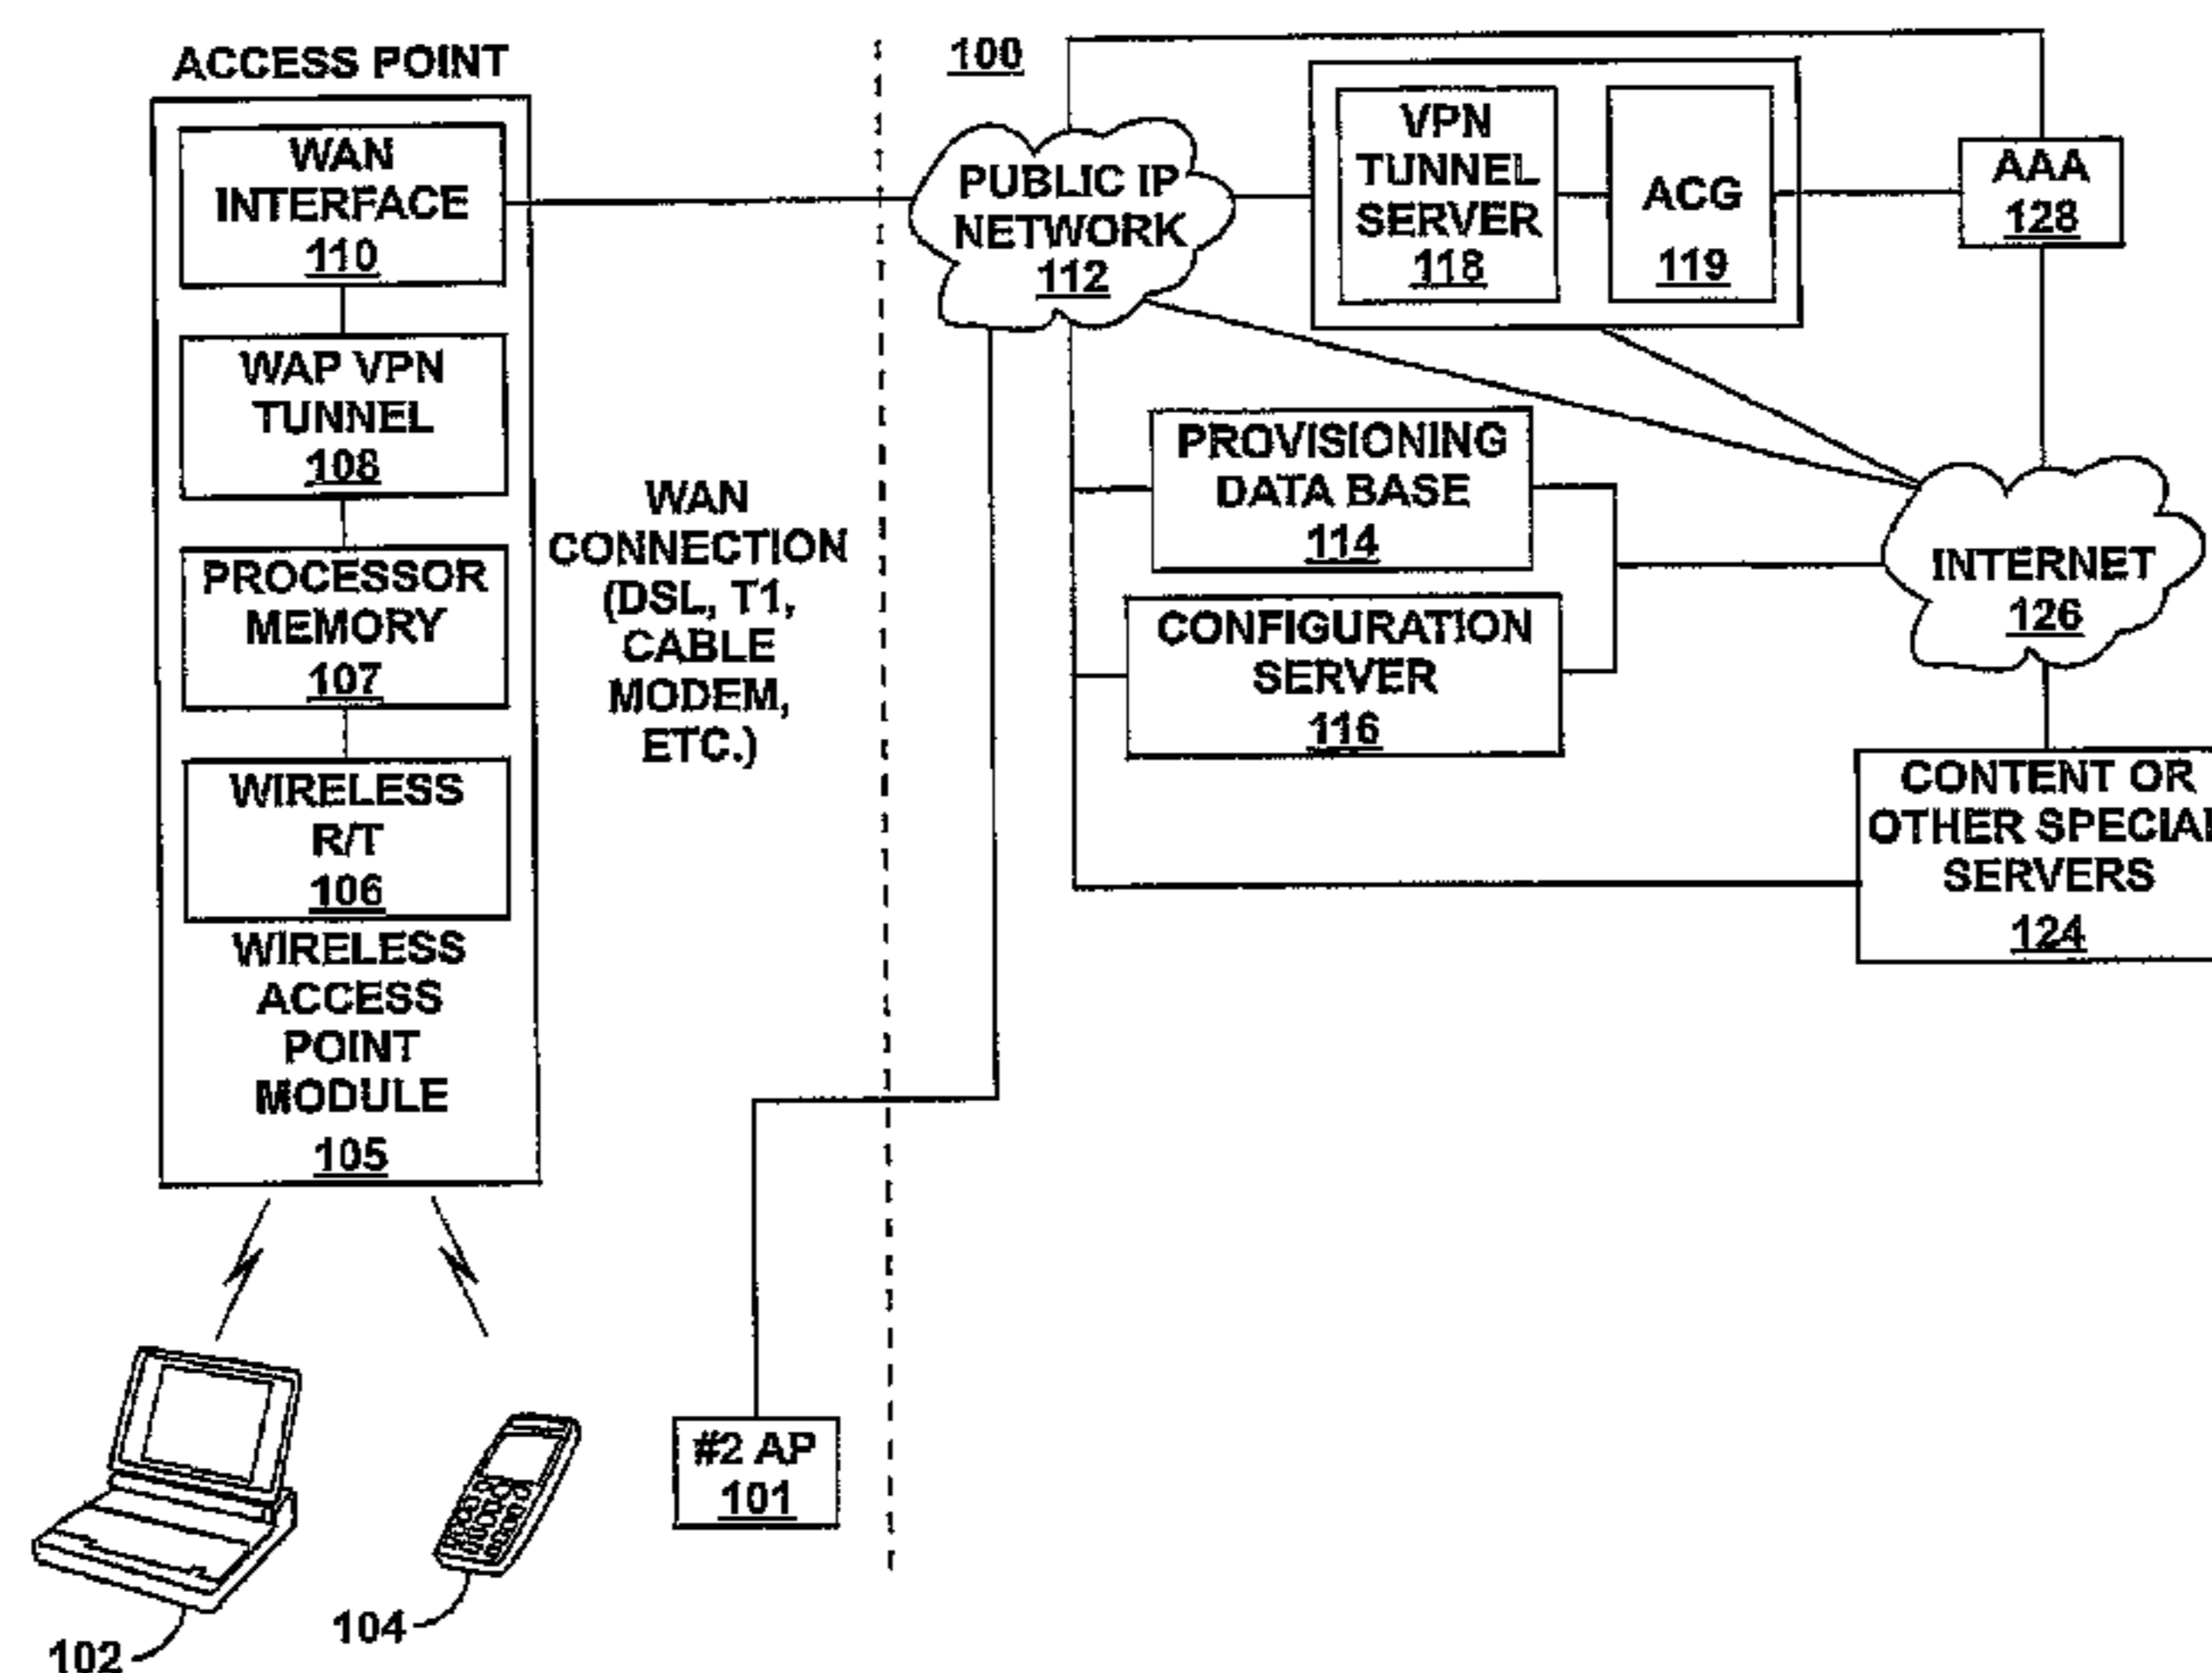 ACCESS POINT
WAN
INTERFACE
110
WAP VPN
TUNNEL
108
PROCESSOR
MEMORY
107
WIRELESS
R/T
106
WIRELESS
ACCESS
POINT
MODULE
105
WAN
CONNECTION
(DSL, T1,
CABLE
MODEM,
ETC.)
102
104
#2 AP
101
100
PUBLIC IP
NETWORK
112
VPN
TUNNEL
SERVER
118
ACG
119
AAA
128
PROVISIONING
DATA BASE
114
CONFIGURATION
SERVER
116
INTERNET
126
CONTENT OR
OTHER SPECIAL
SERVERS
124